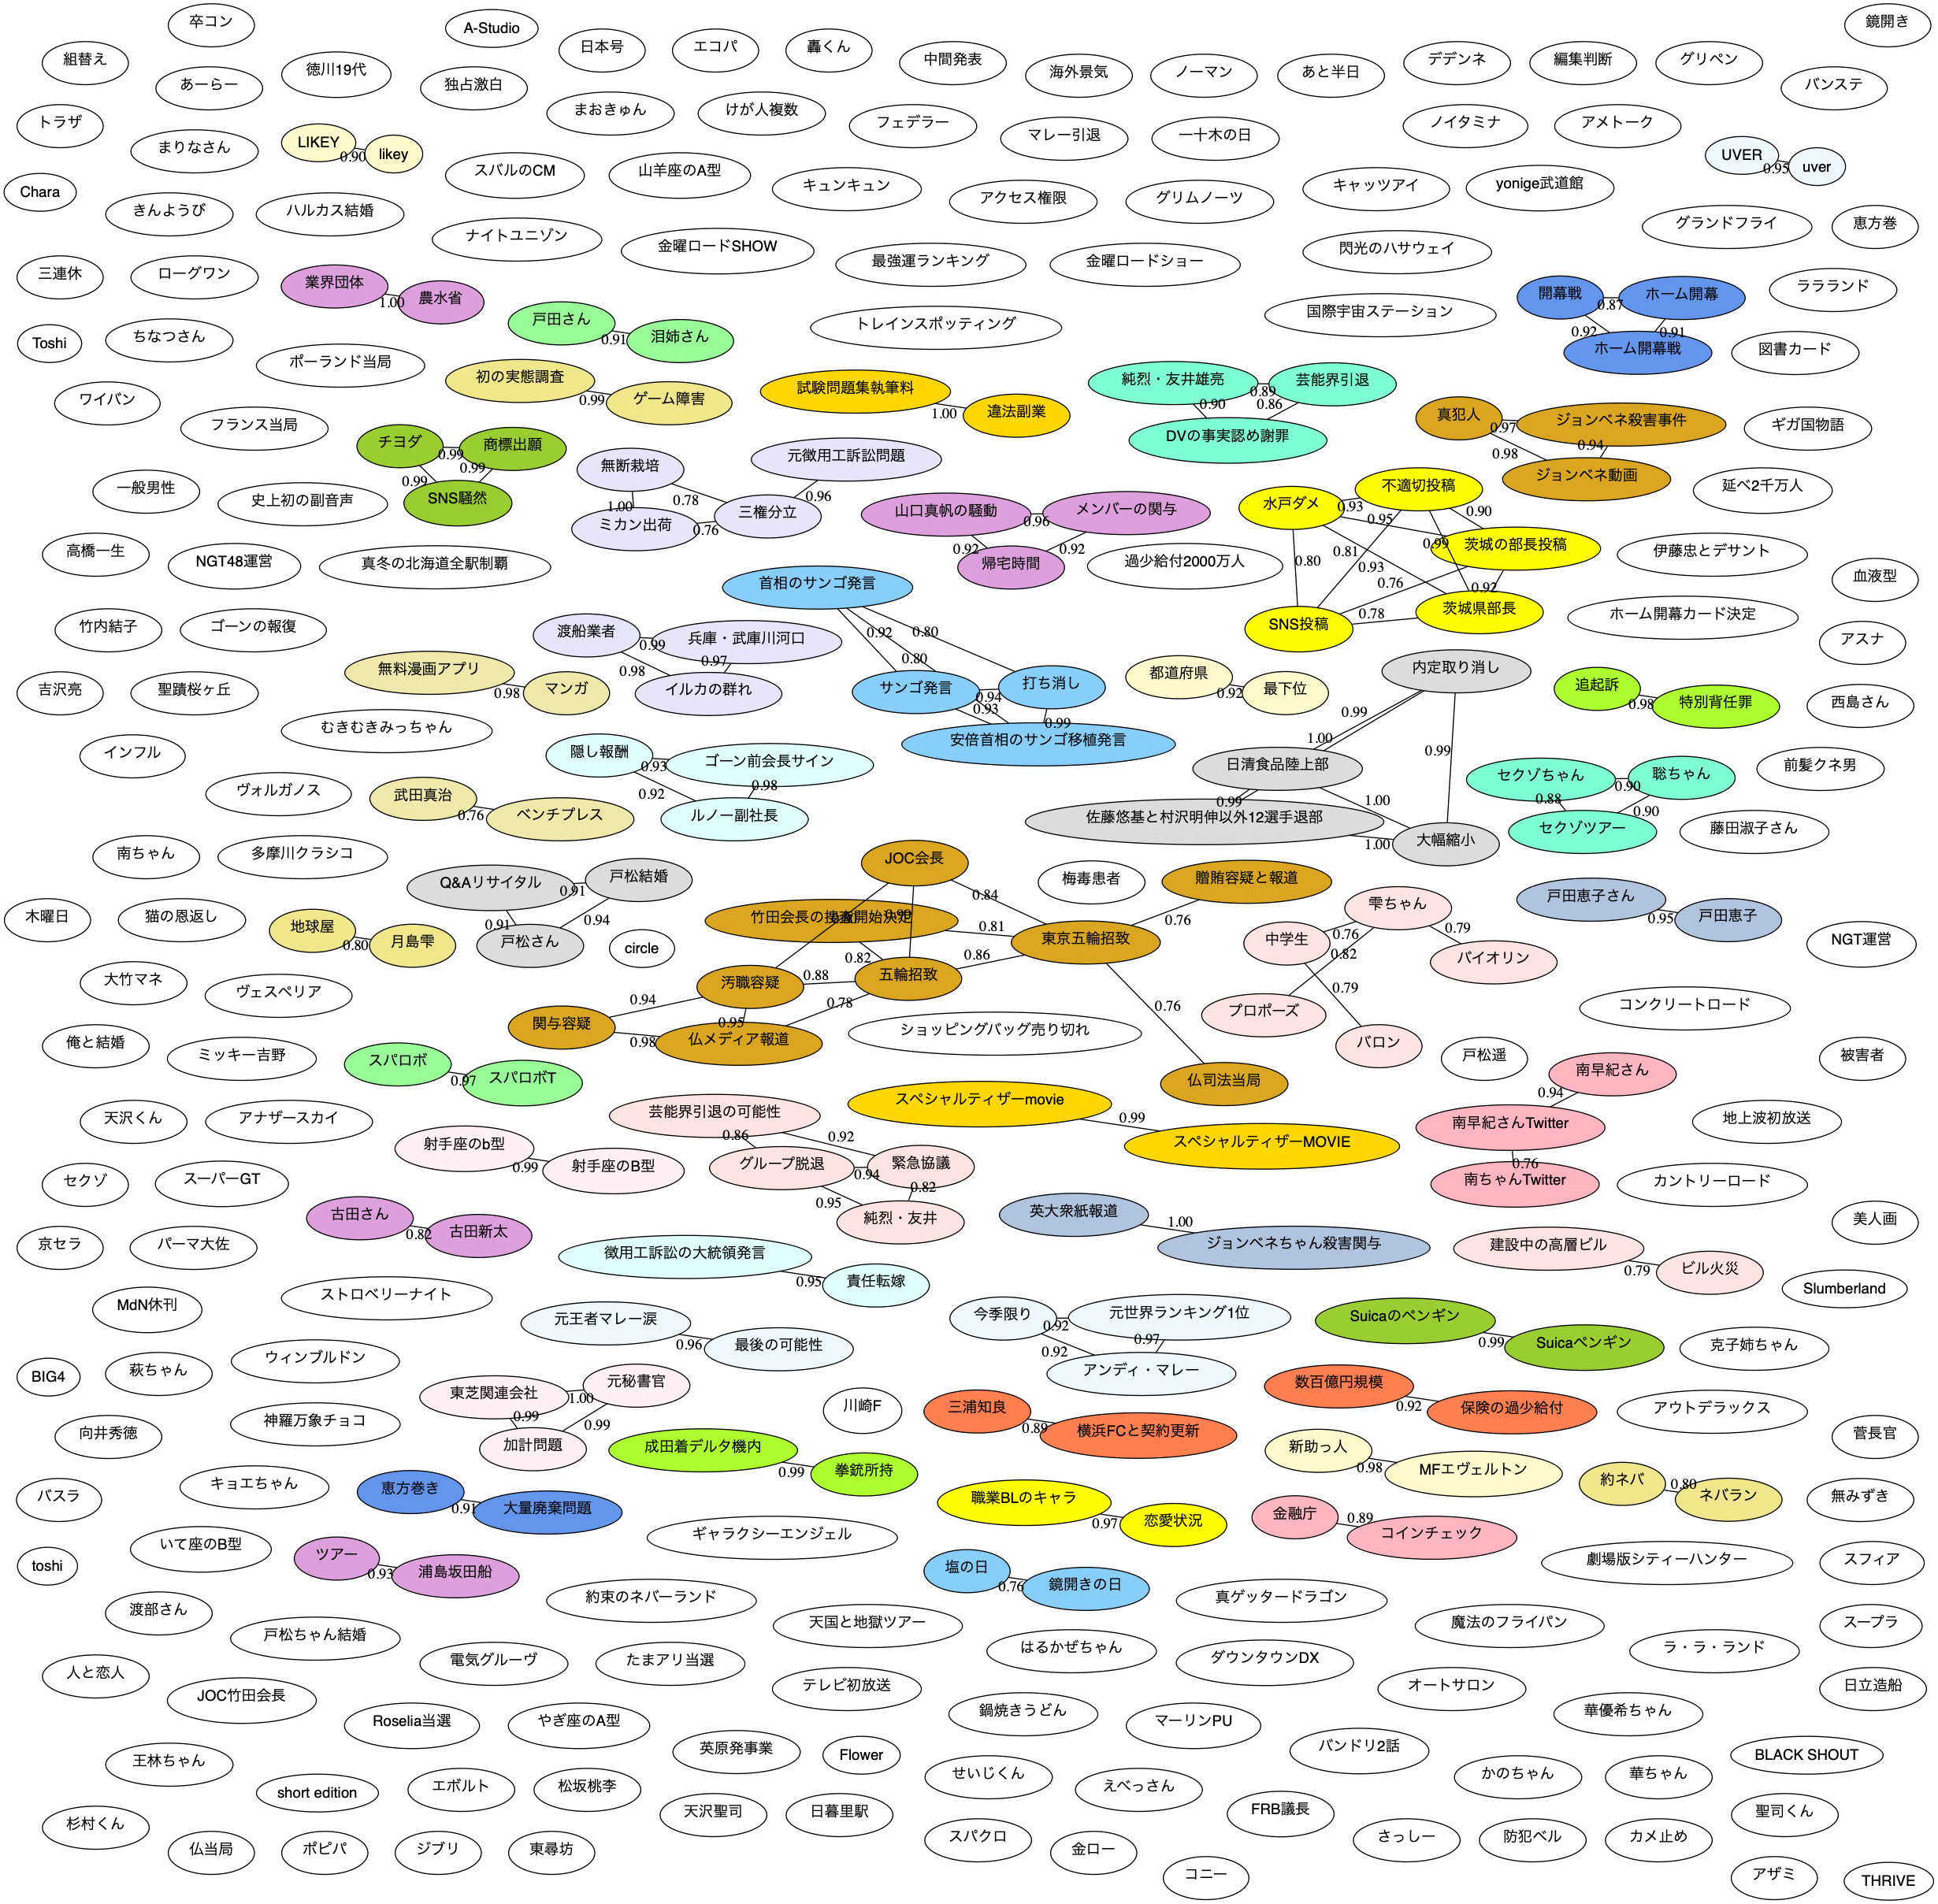 卒コン
A-Studio
日本号
エコパ
轟くん
鏡開き
組替え
徳川19代
中間発表
海外景気
ノーマン
あと半日
デデンネ
編集判断
グリペン
あーらー
独占激白
バンステ
トラザ
まおきゅん
けが人複数
フェデラー
マレー引退
一十木の日
ノイタミナ
アメトーク
まりなさん
LIKEY
0.90
likey
UVER
0.95
uver
Chara
スバルのCM
山羊座のA型
キュンキュン
アクセス権限
グリムノーツ
キャッツアイ
yonige武道館
きんようび
ハルカス結婚
グランドフライ
恵方巻
ナイトユニゾン
金曜ロードSHOW
最強運ランキング
金曜ロードショー
閃光のハサウェイ
三連休
ローグワン
業界団体
1.00
農水省
開幕戦
0.87
ホーム開幕
0.92
0.91
ホーム開幕戦
ララランド
Toshi
ちなつさん
戸田さん
0.91
泪姉さん
トレインスポッティング
国際宇宙ステーション
図書カード
ポーランド当局
初の実態調査
0.99
ゲーム障害
試験問題集執筆料
1.00
違法副業
純烈・友井雄亮
0.89
芸能界引退
0.90
0.86
DVの事実認め謝罪
ワイバン
フランス当局
真犯人
0.97
ジョンベネ殺害事件
0.98
0.94
ジョンベネ動画
ギガ国物語
チヨダ
0.99
商標出願
0.99
0.99
SNS騒然
無断栽培
元徴用工訴訟問題
1.00
0.78
0.96
ミカン出荷
0.76
三権分立
一般男性
史上初の副音声
山口真帆の騒動
0.96
メンバーの関与
0.92
0.92
帰宅時間
水戸ダメ
0.93
不適切投稿
0.95
0.90
0.99
茨城の部長投稿
0.80
0.81
0.93
0.76
0.92
SNS投稿
0.78
茨城県部長
延べ2千万人
高橋一生
NGT48運営
真冬の北海道全駅制覇
過少給付2000万人
伊藤忠とデサント
血液型
首相のサンゴ発言
0.92
0.80
0.80
サンゴ発言
0.94
打ち消し
0.93
0.99
安倍首相のサンゴ移植発言
竹内結子
ゴーンの報復
渡船業者
0.99
兵庫・武庫川河口
0.98
0.97
イルカの群れ
ホーム開幕カード決定
アスナ
無料漫画アプリ
0.98
マンガ
都道府県
0.92
最下位
内定取り消し
0.99
1.00
0.99
日清食品陸上部
0.99
1.00
佐藤悠基と村沢明伸以外12選手退部
1.00
大幅縮小
追起訴
0.98
特別背任罪
西島さん
吉沢亮
聖蹟桜ヶ丘
むきむきみっちゃん
インフル
隠し報酬
0.93
ゴーン前会長サイン
0.92
0.98
ルノー副社長
セクゾちゃん
0.90
聡ちゃん
0.88
0.90
セクゾツアー
前髪クネ男
ヴォルガノス
武田真治
0.76
ベンチプレス
藤田淑子さん
南ちゃん
多摩川クラシコ
Q&Aリサイタル
0.91
戸松結婚
0.91
0.94
戸松さん
JOC会長
0.84
竹田会長の捜査開始決定
0.81
東京五輪招致
0.76
贈賄容疑と報道
0.82
0.86
汚職容疑
0.88
五輪招致
0.94
0.95
0.78
0.76
関与容疑
0.98
仏メディア報道
仏司法当局
梅毒患者
雫ちゃん
中学生
0.76
0.79
0.82
バイオリン
0.79
プロポーズ
バロン
戸田恵子さん
0.95
戸田恵子
木曜日
猫の恩返し
地球屋
0.80
月島雫
circle
NGT運営
大竹マネ
ヴェスペリア
コンクリートロード
ショッピングバッグ売り切れ
俺と結婚
ミッキー吉野
スパロボ
0.97
スパロボT
戸松遥
被害者
南早紀さん
0.94
南早紀さんTwitter
0.76
南ちゃんTwitter
天沢くん
アナザースカイ
芸能界引退の可能性
0.86
0.92
グループ脱退
0.94
緊急協議
0.95
0.82
純烈・友井
スペシャルティザーmovie
0.99
スペシャルティザーMOVIE
地上波初放送
射手座のb型
0.99
射手座のB型
セクゾ
スーパーGT
カントリーロード
古田さん
0.82
古田新太
英大衆紙報道
1.00
ジョンベネちゃん殺害関与
美人画
京セラ
パーマ大佐
徴用工訴訟の大統領発言
0.95
責任転嫁
建設中の高層ビル
0.79
ビル火災
MdN休刊
ストロベリーナイト
Slumberland
元王者マレー涙
0.96
最後の可能性
今季限り
0.92
元世界ランキング1位
0.92
0.97
アンディ・マレー
Suicaのペンギン
0.99
Suicaペンギン
克子姉ちゃん
BIG4
萩ちゃん
ウィンブルドン
東芝関連会社
1.00
元秘書官
0.99
0.99
加計問題
川崎F
三浦知良
0.89
横浜FCと契約更新
数百億円規模
0.92
保険の過少給付
アウトデラックス
向井秀徳
神羅万象チョコ
成田着デルタ機内
0.99
拳銃所持
新助っ人
0.98
MFエヴェルトン
菅長官
バスラ
キョエちゃん
恵方巻き
0.91
大量廃棄問題
職業BLのキャラ
0.97
恋愛状況
金融庁
0.89
コインチェック
約ネバ
0.80
ネバラン
無みずき
いて座のB型
ギャラクシーエンジェル
toshi
ツアー
0.93
浦島坂田船
塩の日
0.76
鏡開きの日
劇場版シティーハンター
スフィア
渡部さん
約束のネバーランド
天国と地獄ツアー
真ゲッタードラゴン
魔法のフライパン
スープラ
戸松ちゃん結婚
はるかぜちゃん
ラ・ラ・ランド
人と恋人
電気グルーヴ
たまアリ当選
テレビ初放送
ダウンタウンDX
オートサロン
日立造船
JOC竹田会長
Roselia当選
やぎ座のA型
鍋焼きうどん
マーリンPU
華優希ちゃん
王林ちゃん
英原発事業
Flower
バンドリ2話
BLACK SHOUT
short edition
エボルト
松坂桃李
せいじくん
えべっさん
かのちゃん
華ちゃん
杉村くん
天沢聖司
日暮里駅
FRB議長
聖司くん
仏当局
ポピパ
ジブリ
東尋坊
スパクロ
金ロー
さっしー
防犯ベル
カメ止め
コニー
アザミ
THRIVE